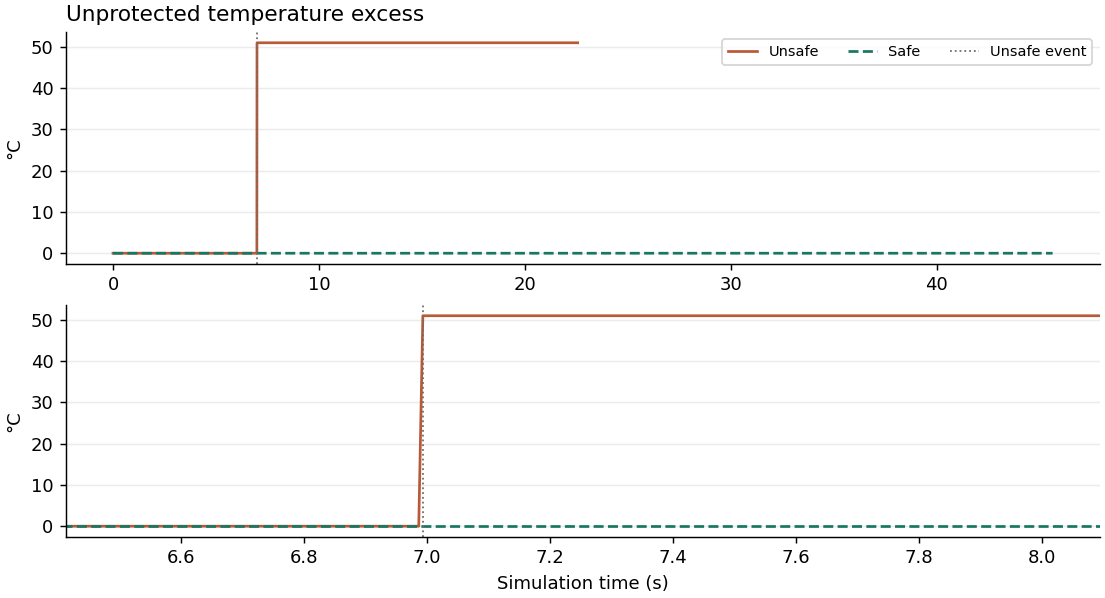 Unprotected temperature excess
50
40
30
20
10
0
°C
Unsafe
Safe
Unsafe event
0 10 20 30 40
50
40
30
20
10
0
°C
6.6 6.8 7.0 7.2 7.4 7.6 7.8 8.0
Simulation time (s)